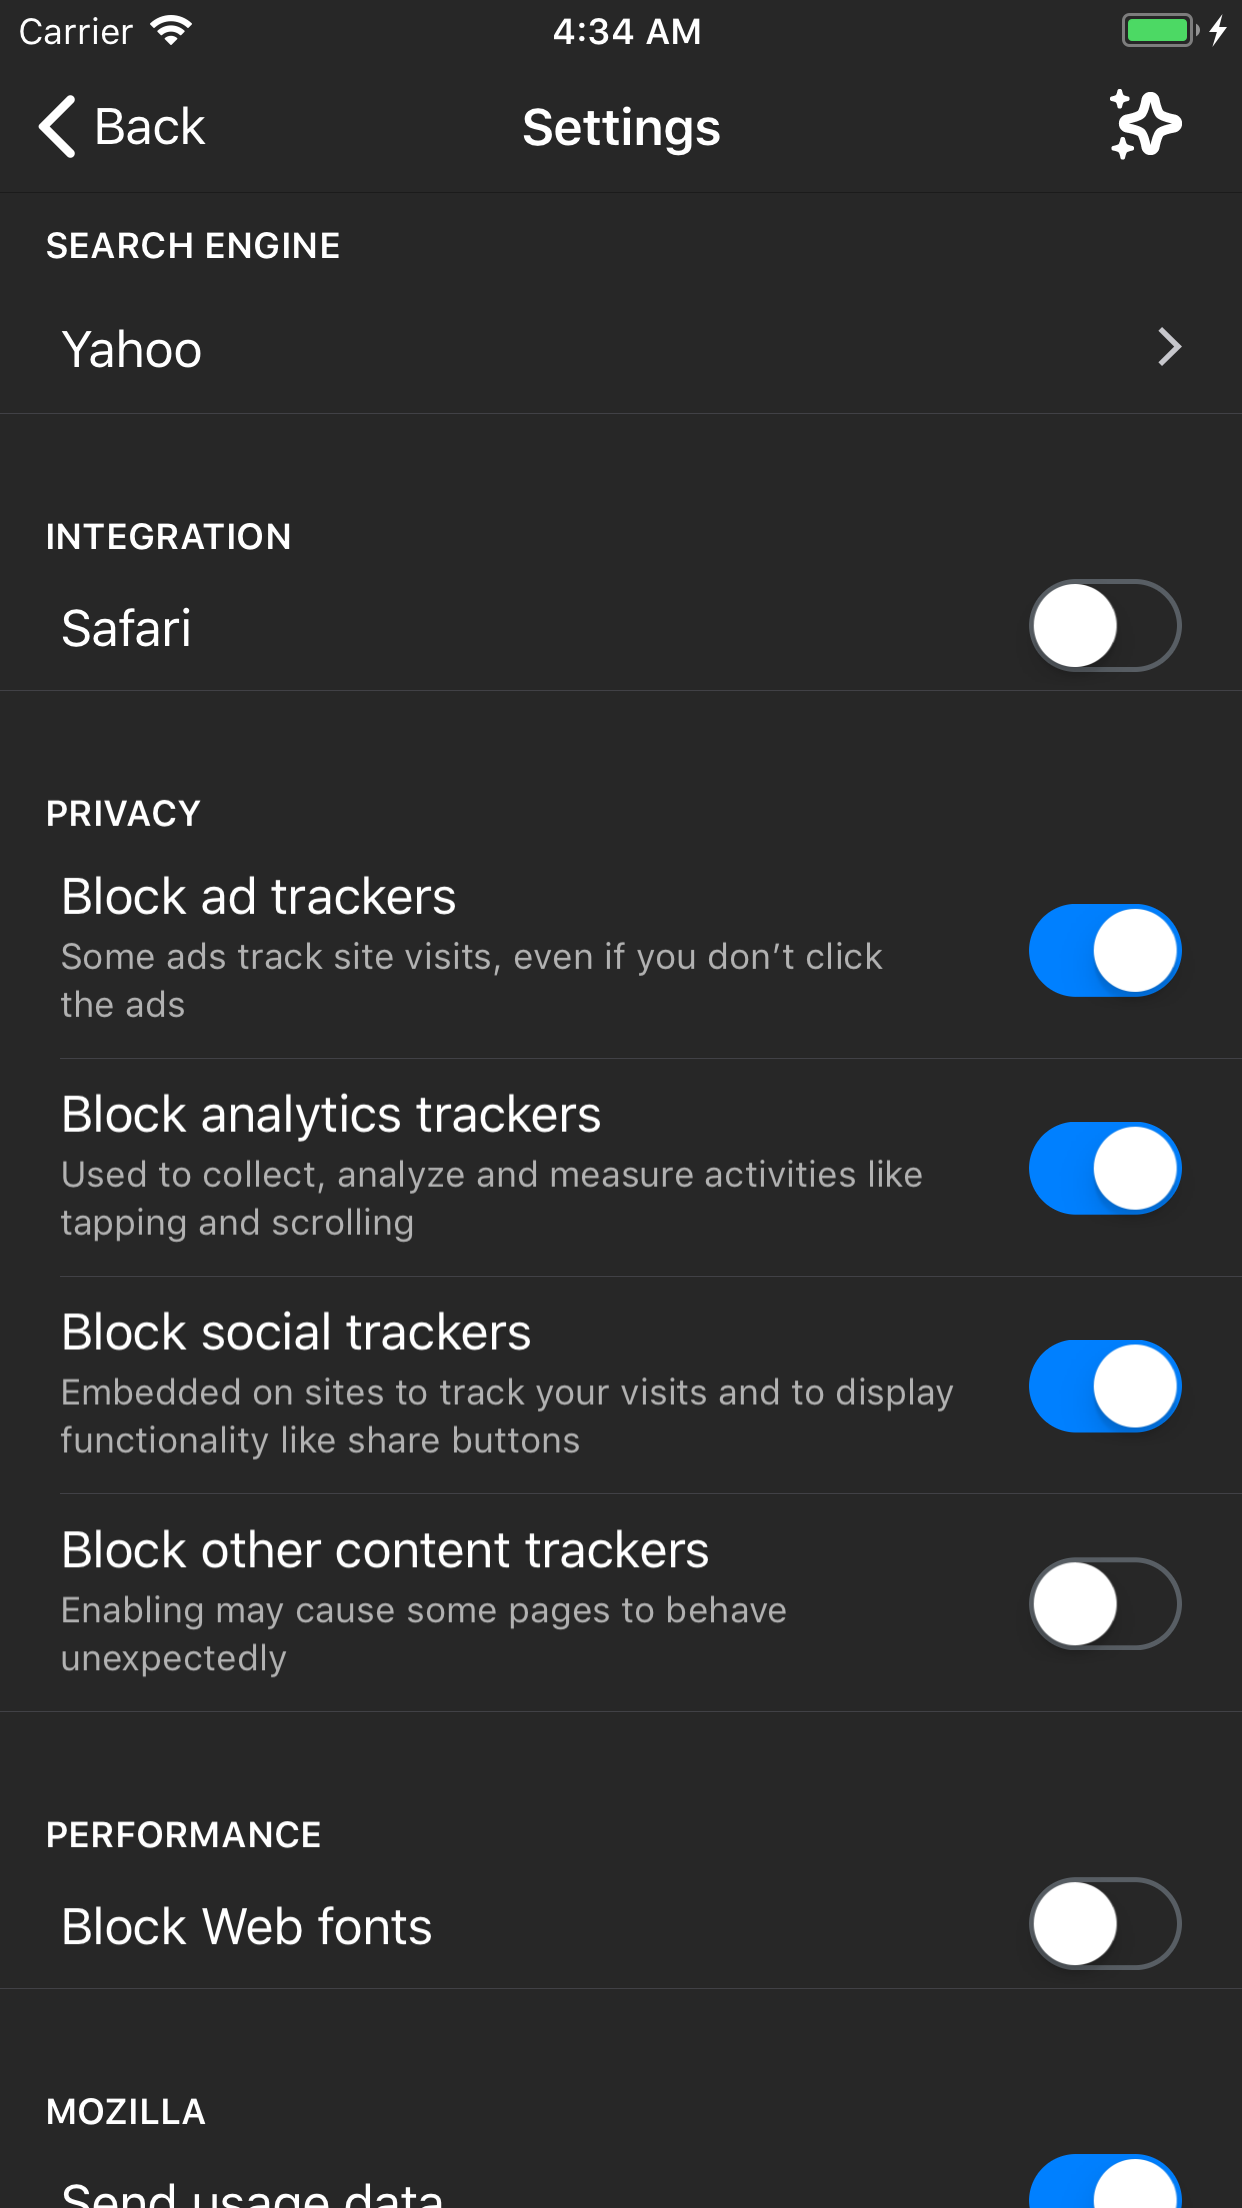 Carrier
4:34 AM
Back
Settings
SEARCH ENGINE
Yahoo
INTEGRATION
Safari
PRIVACY
Block ad trackers
Some ads track site visits, even if you don’t click
the ads
Block analytics trackers
Used to collect, analyze and measure activities like
tapping and scrolling
Block social trackers
Embedded on sites to track your visits and to display
functionality like share buttons
Block other content trackers
Enabling may cause some pages to behave
unexpectedly
PERFORMANCE
Block Web fonts
MOZILLA
Send usage data